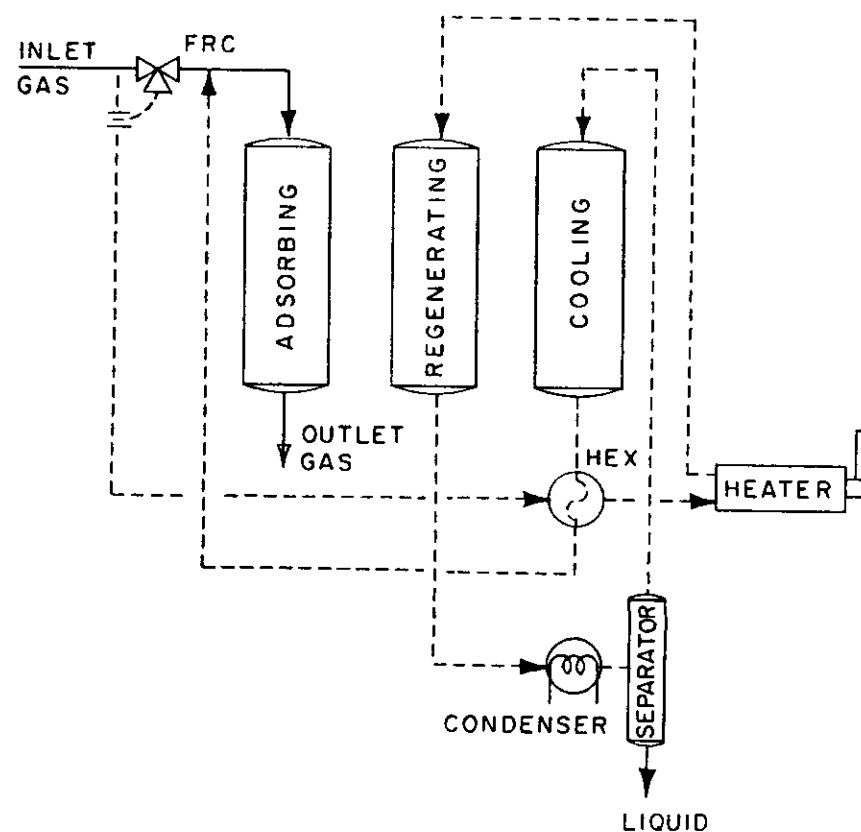 INLET
GAS
FRC
ADSORBING
REGENERATING
COOLING
OUTLET
GAS
HEX
HEATER
CONDENSER
SEPARATOR
LIQUID